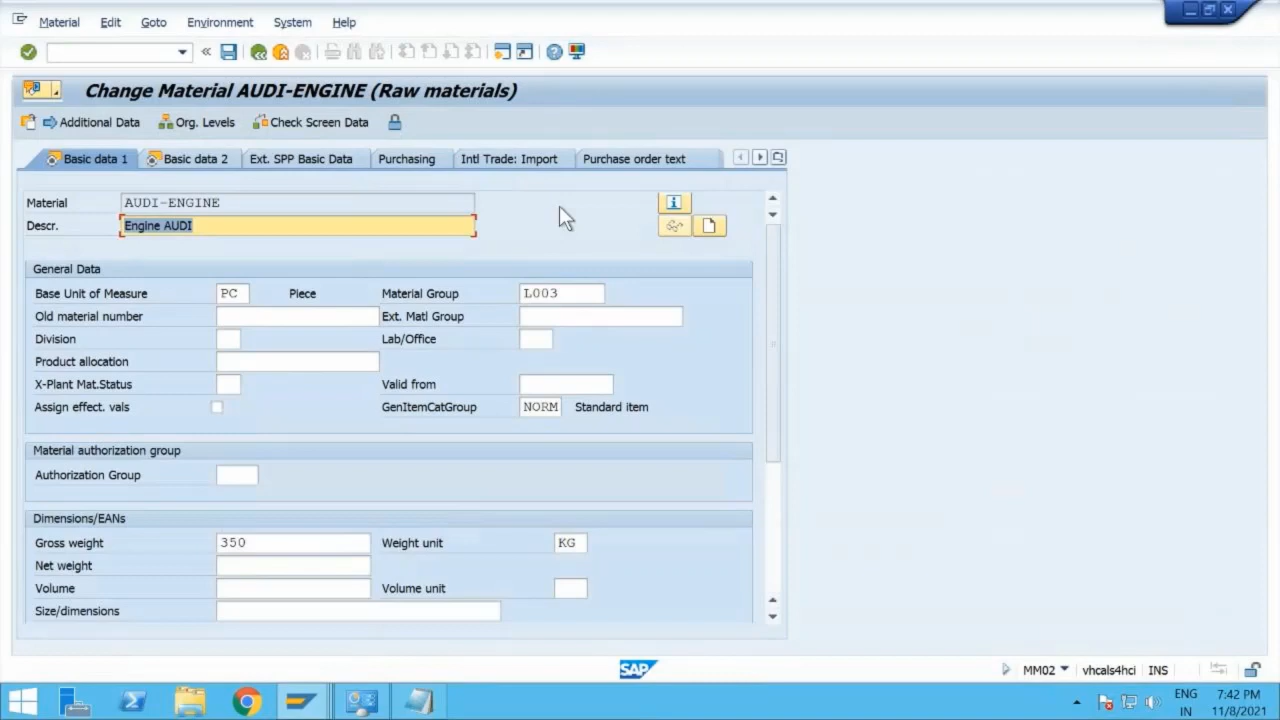 Material Edit Goto Environment System Help
Change Material AUDI-ENGINE (Raw materials)
Additional Data Org. Levels Check Screen Data
Basic data 1 Basic data 2 Ext. SPP Basic Data Purchasing Intl Trade: Import Purchase order text
Material AUDI-ENGINE
Descr. Engine AUDI
General Data
Base Unit of Measure PC Piece Material Group L003
Old material number Ext. Matl Group
Division Lab/Office
Product allocation
X-Plant Mat.Status Valid from
Assign effect. vals GenItemCatGroup NORM Standard item
Material authorization group
Authorization Group
Dimensions/EANs
Gross weight 350 Weight unit KG
Net weight
Volume Volume unit
Size/dimensions
SAP MM02 vhcals4hci INS
ENG 7:42 PM
IN 11/8/2021